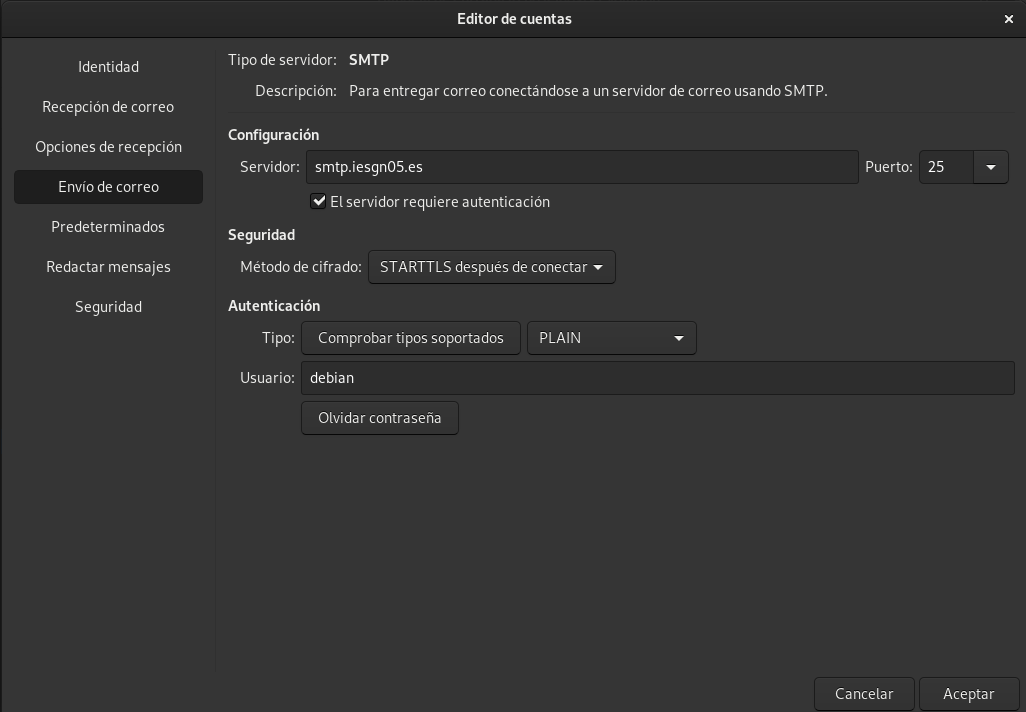 Editor de cuentas
Identidad
Recepción de correo
Opciones de recepción
Envío de correo
Predeterminados
Redactar mensajes
Seguridad
Tipo de servidor: SMTP
Descripción: Para entregar correo conectándose a un servidor de correo usando SMTP.
Configuración
Servidor: smtp.iesgn05.es Puerto: 25
El servidor requiere autenticación
Seguridad
Método de cifrado: STARTTLS después de conectar
Autenticación
Tipo: Comprobar tipos soportados PLAIN
Usuario: debian
Olvidar contraseña
Cancelar Aceptar